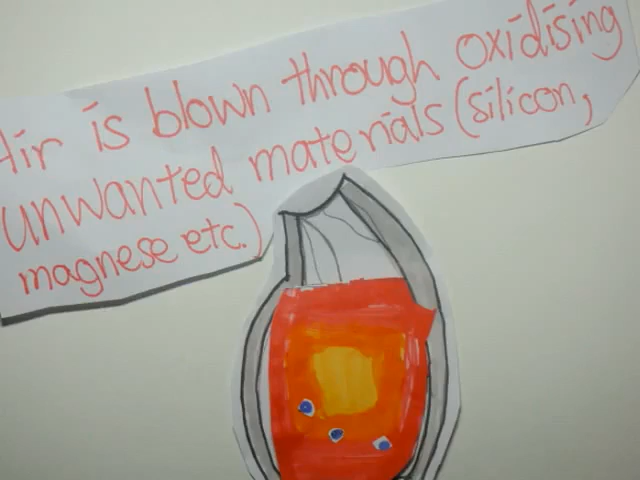 Air is blown through oxidising
unwanted materials (silicon,
magnese etc.)